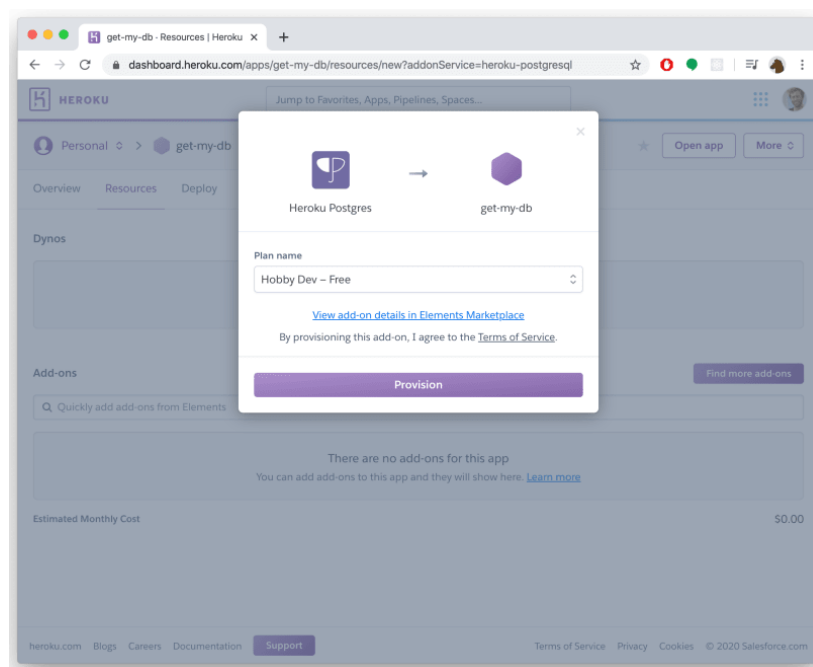 get-my-db · Resources | Heroku
dashboard.heroku.com/apps/get-my-db/resources/new?addonService=heroku-postgresql
HEROKU
Jump to Favorites, Apps, Pipelines, Spaces...
Personal > get-my-db
Open app
More
Heroku Postgres
get-my-db
Overview Resources Deploy
Dynos
Plan name
Hobby Dev – Free
View add-on details in Elements Marketplace
By provisioning this add-on, I agree to the Terms of Service.
Add-ons
Find more add-ons
Provision
Quickly add add-ons from Elements
There are no add-ons for this app
You can add add-ons to this app and they will show here. Learn more
Estimated Monthly Cost
$0.00
heroku.com Blogs Careers Documentation Support
Terms of Service Privacy Cookies © 2020 Salesforce.com